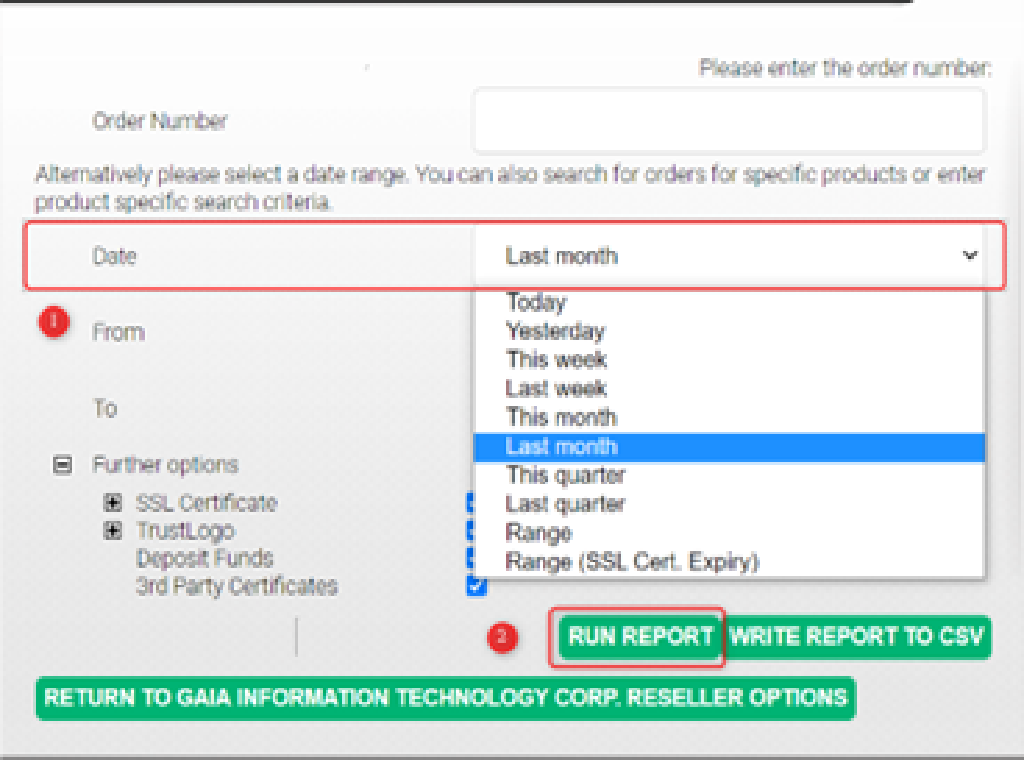 Please enter the order number:
Order Number
Alternatively please select a date range. You can also search for orders for specific products or enter
product specific search criteria.
Date
Last month
Today
1
From
Yesterday
This week
Last week
To
This month
Last month
Further options
This quarter
SSL Certificate
Last quarter
TrustLogo
Range
Deposit Funds
Range (SSL Cert. Expiry)
3rd Party Certificates
2
RUN REPORT
WRITE REPORT TO CSV
RETURN TO GAIA INFORMATION TECHNOLOGY CORP. RESELLER OPTIONS